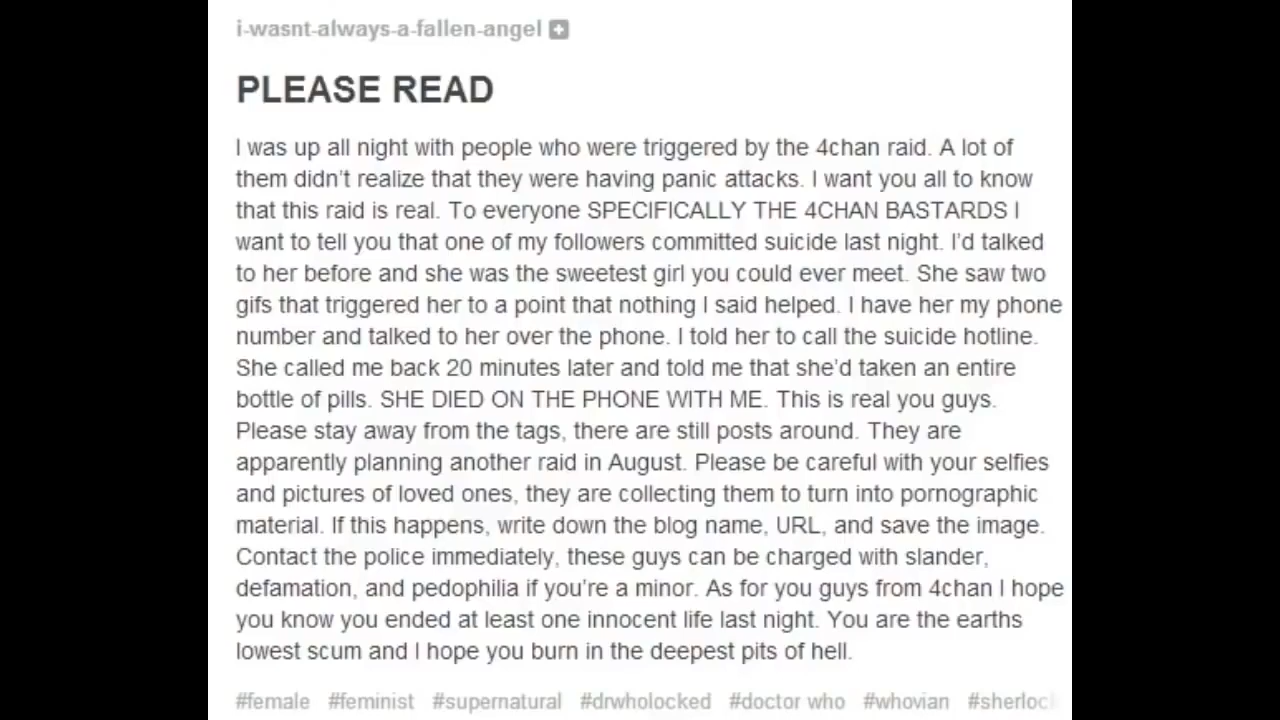 i-wasnt-always-a-fallen-angel
PLEASE READ
I was up all night with people who were triggered by the 4chan raid. A lot of
them didn't realize that they were having panic attacks. I want you all to know
that this raid is real. To everyone SPECIFICALLY THE 4CHAN BASTARDS I
want to tell you that one of my followers committed suicide last night. I'd talked
to her before and she was the sweetest girl you could ever meet. She saw two
gifs that triggered her to a point that nothing I said helped. I have her my phone
number and talked to her over the phone. I told her to call the suicide hotline.
She called me back 20 minutes later and told me that she'd taken an entire
bottle of pills. SHE DIED ON THE PHONE WITH ME. This is real you guys.
Please stay away from the tags, there are still posts around. They are
apparently planning another raid in August. Please be careful with your selfies
and pictures of loved ones, they are collecting them to turn into pornographic
material. If this happens, write down the blog name, URL, and save the image.
Contact the police immediately, these guys can be charged with slander,
defamation, and pedophilia if you're a minor. As for you guys from 4chan I hope
you know you ended at least one innocent life last night. You are the earths
lowest scum and I hope you burn in the deepest pits of hell.
#female #feminist #supernatural #drwholocked #doctor who #whovian #sherloc